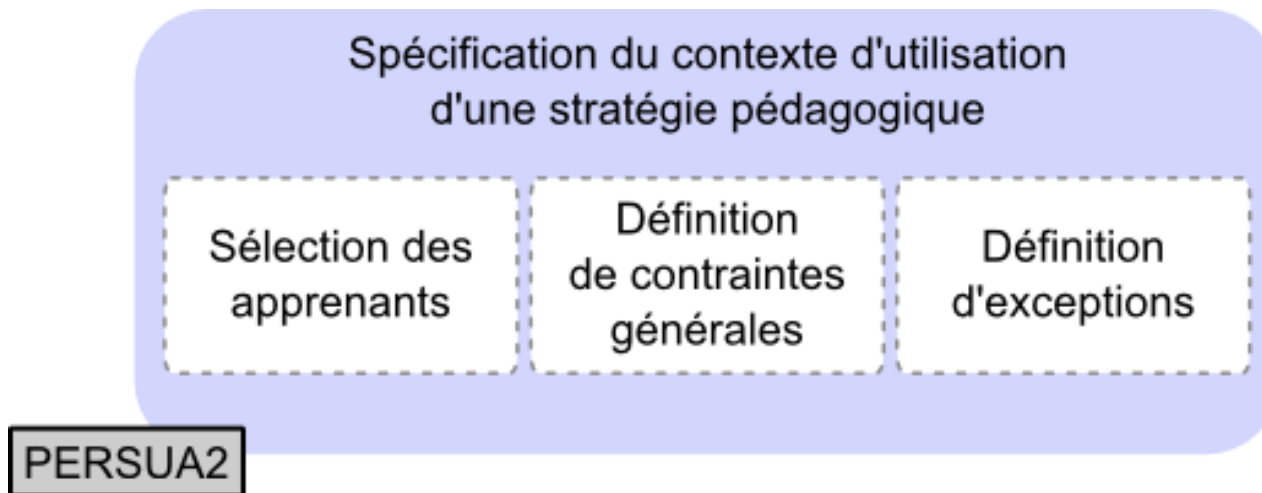 Spécification du contexte d'utilisation
d'une stratégie pédagogique
Sélection des
apprenants
Définition
de contraintes
générales
Définition
d'exceptions
PERSUA2